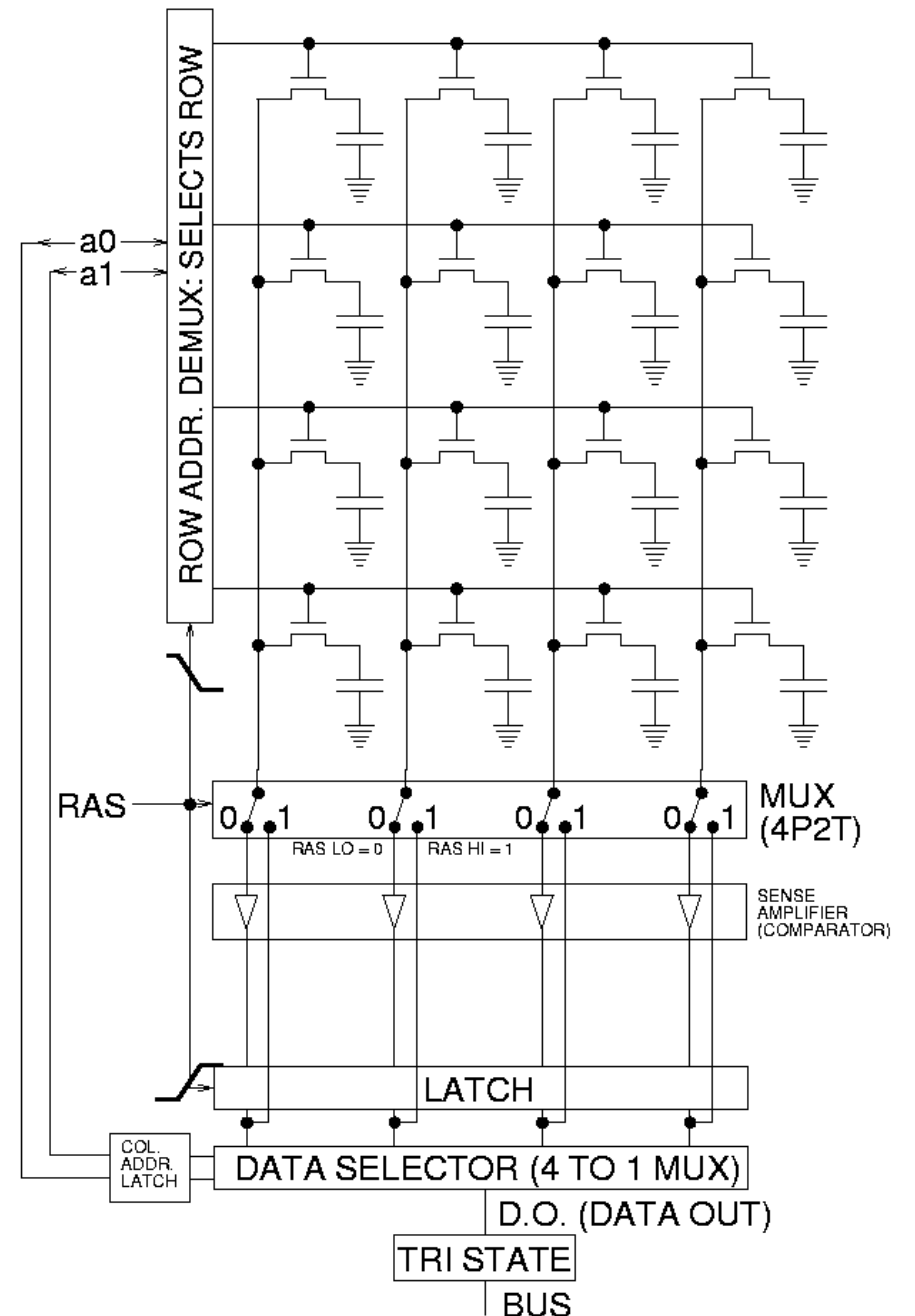 ROW ADDR. DEMUX: SELECTS ROW
a0
a1
RAS
0 1 0 1 0 1 0 1
MUX
(4P2T)
RAS LO = 0 RAS HI = 1
SENSE
AMPLIFIER
(COMPARATOR)
LATCH
COL.
ADDR.
LATCH
DATA SELECTOR (4 TO 1 MUX)
D.O. (DATA OUT)
TRI STATE
BUS